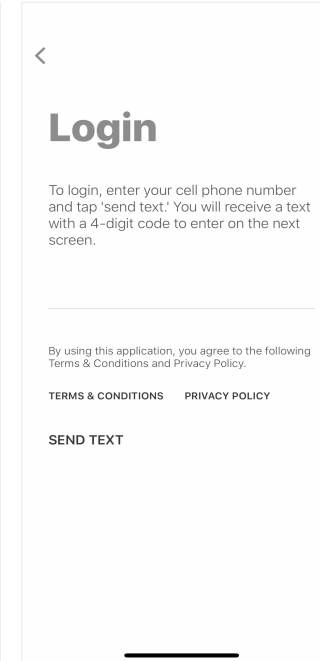 Login
To login, enter your cell phone number
and tap 'send text.' You will receive a text
with a 4-digit code to enter on the next
screen.
By using this application, you agree to the following
Terms & Conditions and Privacy Policy.
TERMS & CONDITIONS PRIVACY POLICY
SEND TEXT